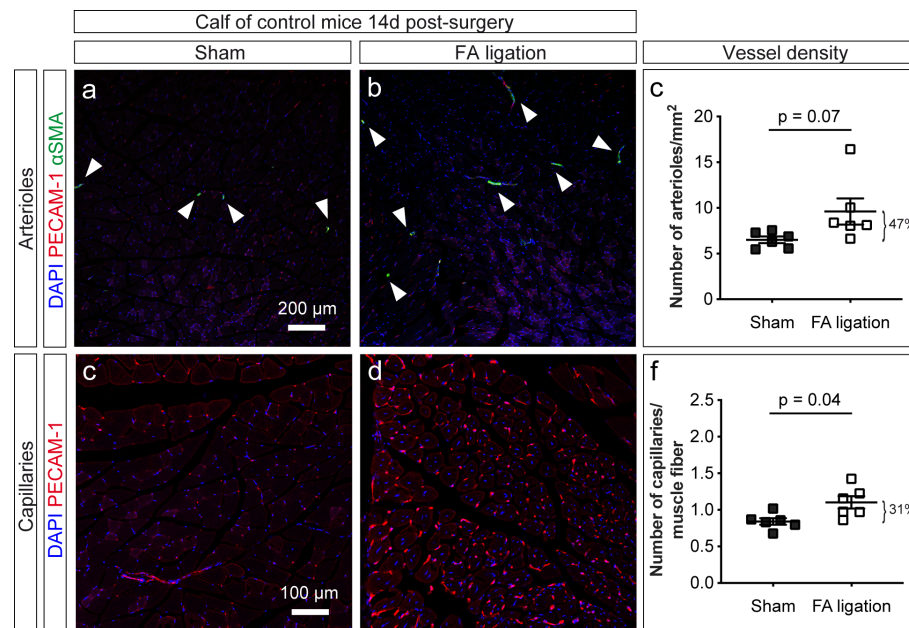 Calf of control mice 14d post-surgery
Sham
FA ligation
Vessel density
Arterioles
DAPI PECAM-1 αSMA
a
200 µm
b
c
Number of arterioles/mm²
20
15
10
5
0
p = 0.07
47%
Sham
FA ligation
Capillaries
DAPI PECAM-1
c
100 µm
d
f
Number of capillaries/
muscle fiber
2.5
2.0
1.5
1.0
0.5
0.0
p = 0.04
31%
Sham
FA ligation